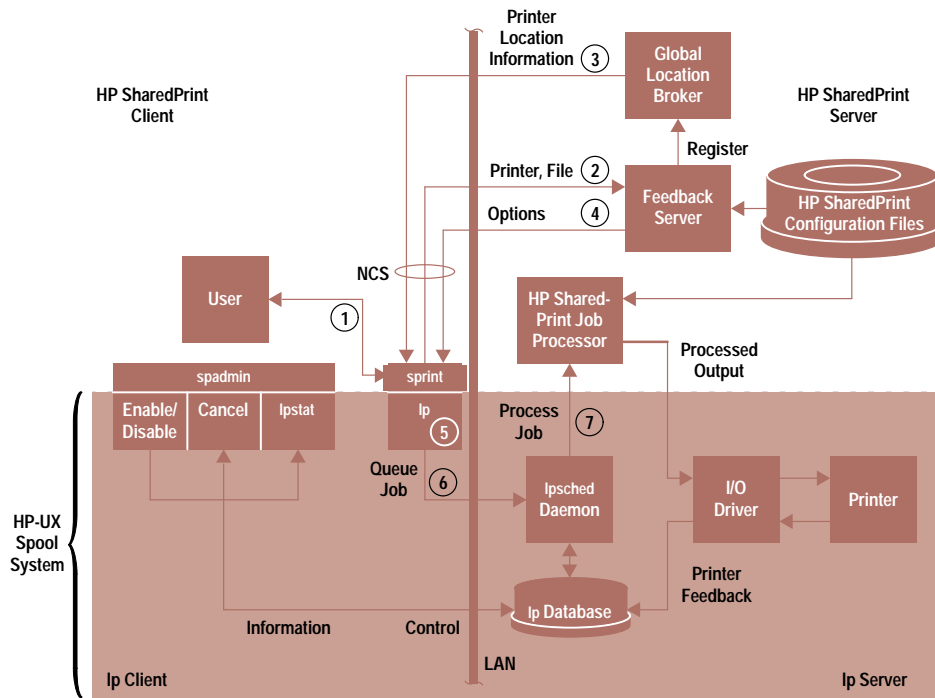 Printer
Location
Information
3
Global
Location
Broker
HP SharedPrint
Client
HP SharedPrint
Server
Register
Printer, File
2
Feedback
Server
HP SharedPrint
Configuration Files
Options
4
NCS
User
1
HP Shared-
Print Job
Processor
Processed
Output
spadmin
sprint
Enable/
Disable
Cancel
lpstat
lp
5
Process
Job
7
Queue
Job
6
lpsched
Daemon
I/O
Driver
Printer
HP-UX
Spool
System
Printer
Feedback
lp Database
Information
Control
LAN
lp Client
lp Server